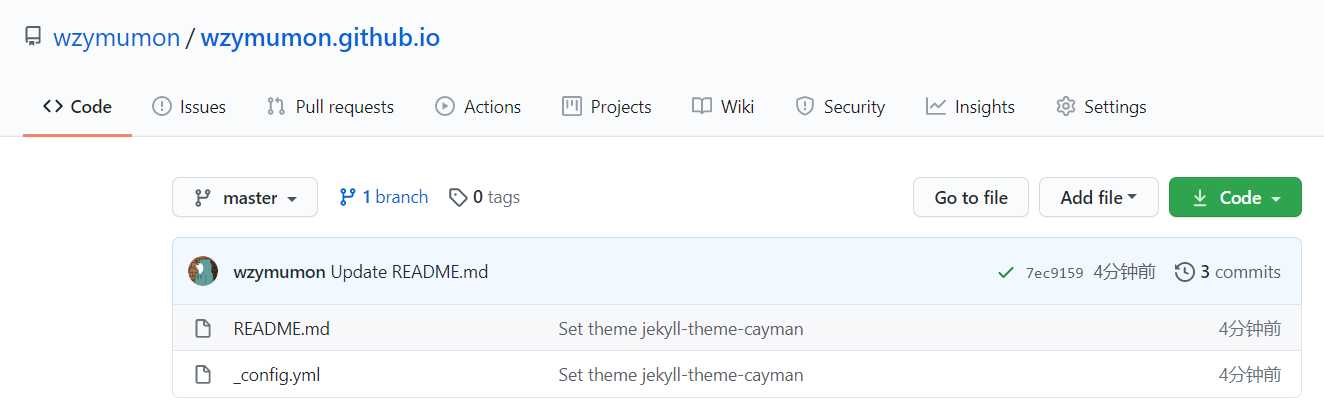 wzymumon / wzymumon.github.io
Code Issues Pull requests Actions Projects Wiki Security Insights Settings
master 1 branch 0 tags Go to file Add file Code
wzymumon Update README.md 7ec9159 4分钟前 3 commits
README.md Set theme jekyll-theme-cayman 4分钟前
_config.yml Set theme jekyll-theme-cayman 4分钟前